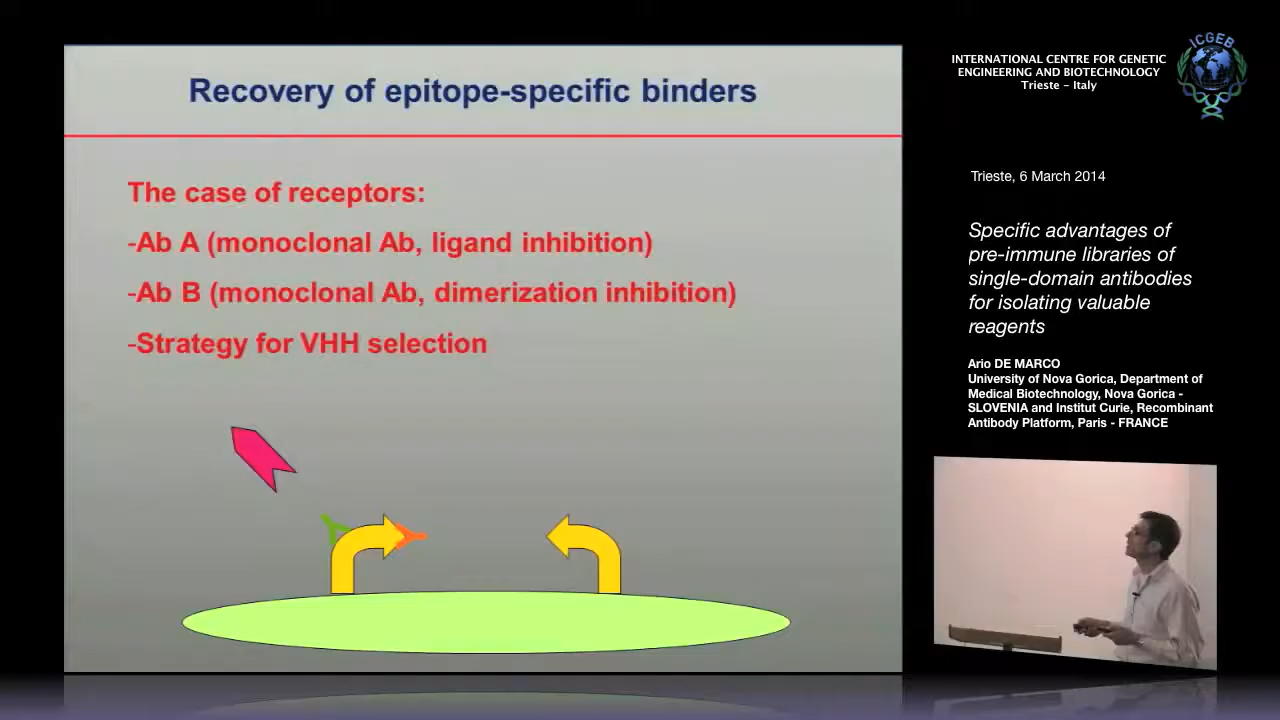 Recovery of epitope-specific binders
The case of receptors:
-Ab A (monoclonal Ab, ligand inhibition)
-Ab B (monoclonal Ab, dimerization inhibition)
-Strategy for VHH selection
INTERNATIONAL CENTRE FOR GENETIC
ENGINEERING AND BIOTECHNOLOGY
Trieste - Italy
ICGEB
Trieste, 6 March 2014
Specific advantages of
pre-immune libraries of
single-domain antibodies
for isolating valuable
reagents
Ario DE MARCO
University of Nova Gorica, Department of
Medical Biotechnology, Nova Gorica -
SLOVENIA and Institut Curie, Recombinant
Antibody Platform, Paris - FRANCE